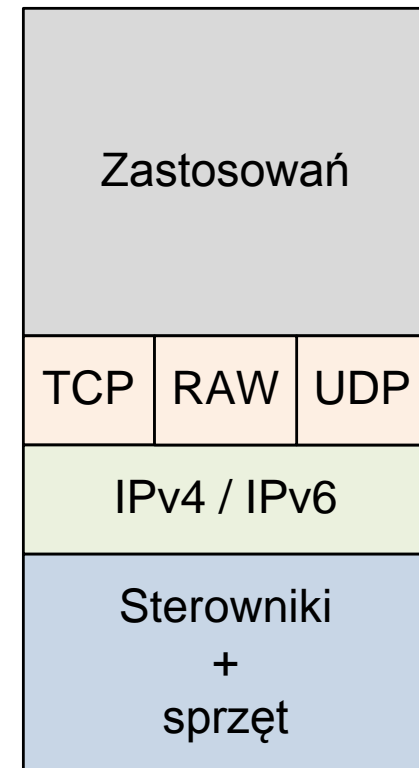 Zastosowań
TCP RAW UDP
IPv4 / IPv6
Sterowniki
+
sprzęt